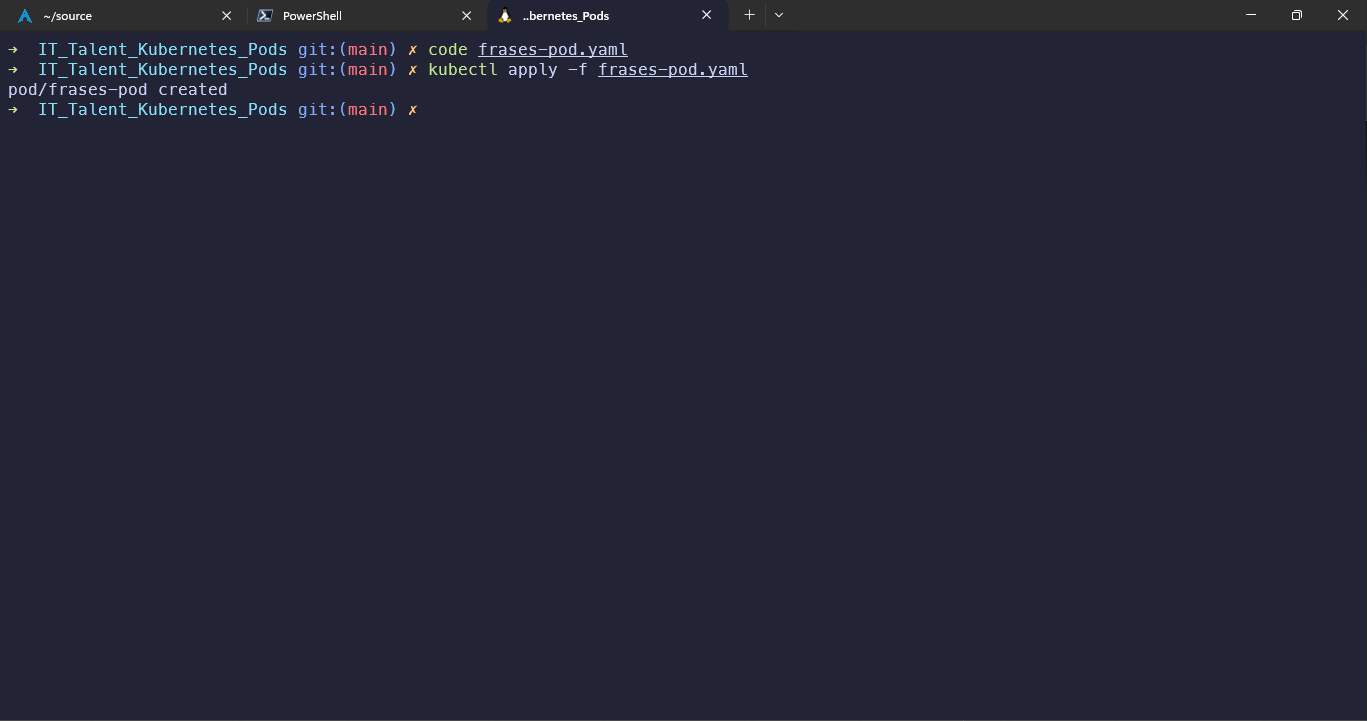 ~/source
PowerShell
..bernetes_Pods
→ IT_Talent_Kubernetes_Pods git:(main) ✗ code frases-pod.yaml
→ IT_Talent_Kubernetes_Pods git:(main) ✗ kubectl apply -f frases-pod.yaml
pod/frases-pod created
→ IT_Talent_Kubernetes_Pods git:(main) ✗